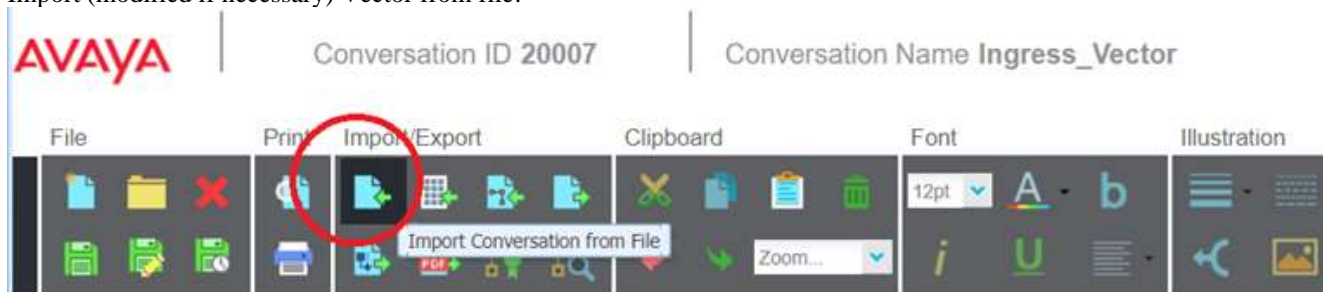 Import (modified if necessary) Vector from file.
AVAYA Conversation ID 20007 Conversation Name Ingress_Vector
File Print Import/Export Clipboard Font Illustration
12pt A b
Import Conversation from File
PDF Zoom... i U